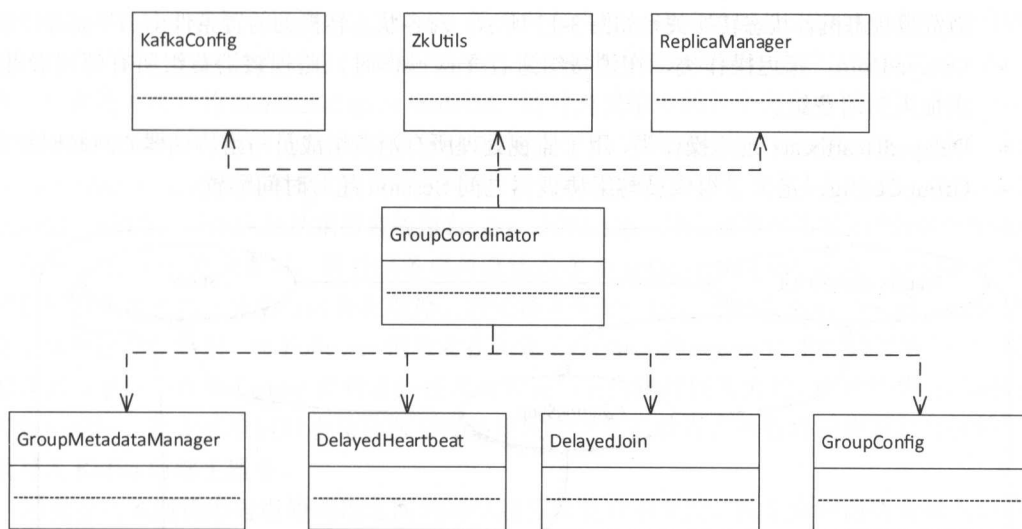 KafkaConfig
ZkUtils
ReplicaManager
GroupCoordinator
GroupMetadataManager
DelayedHeartbeat
DelayedJoin
GroupConfig